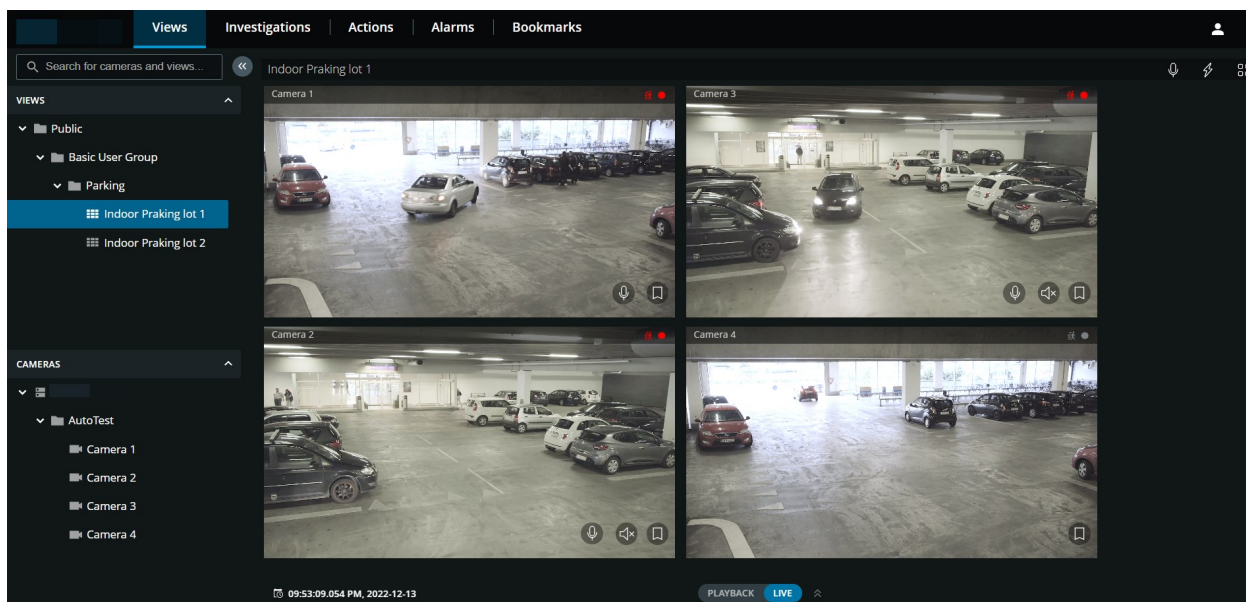 Views
Investigations
Actions
Alarms
Bookmarks
Search for cameras and views...
Indoor Praking lot 1
VIEWS
Public
Basic User Group
Parking
Indoor Praking lot 1
Indoor Praking lot 2
CAMERAS
AutoTest
Camera 1
Camera 2
Camera 3
Camera 4
Camera 1
Camera 3
Camera 2
Camera 4
09:53:09.054 PM, 2022-12-13
PLAYBACK
LIVE